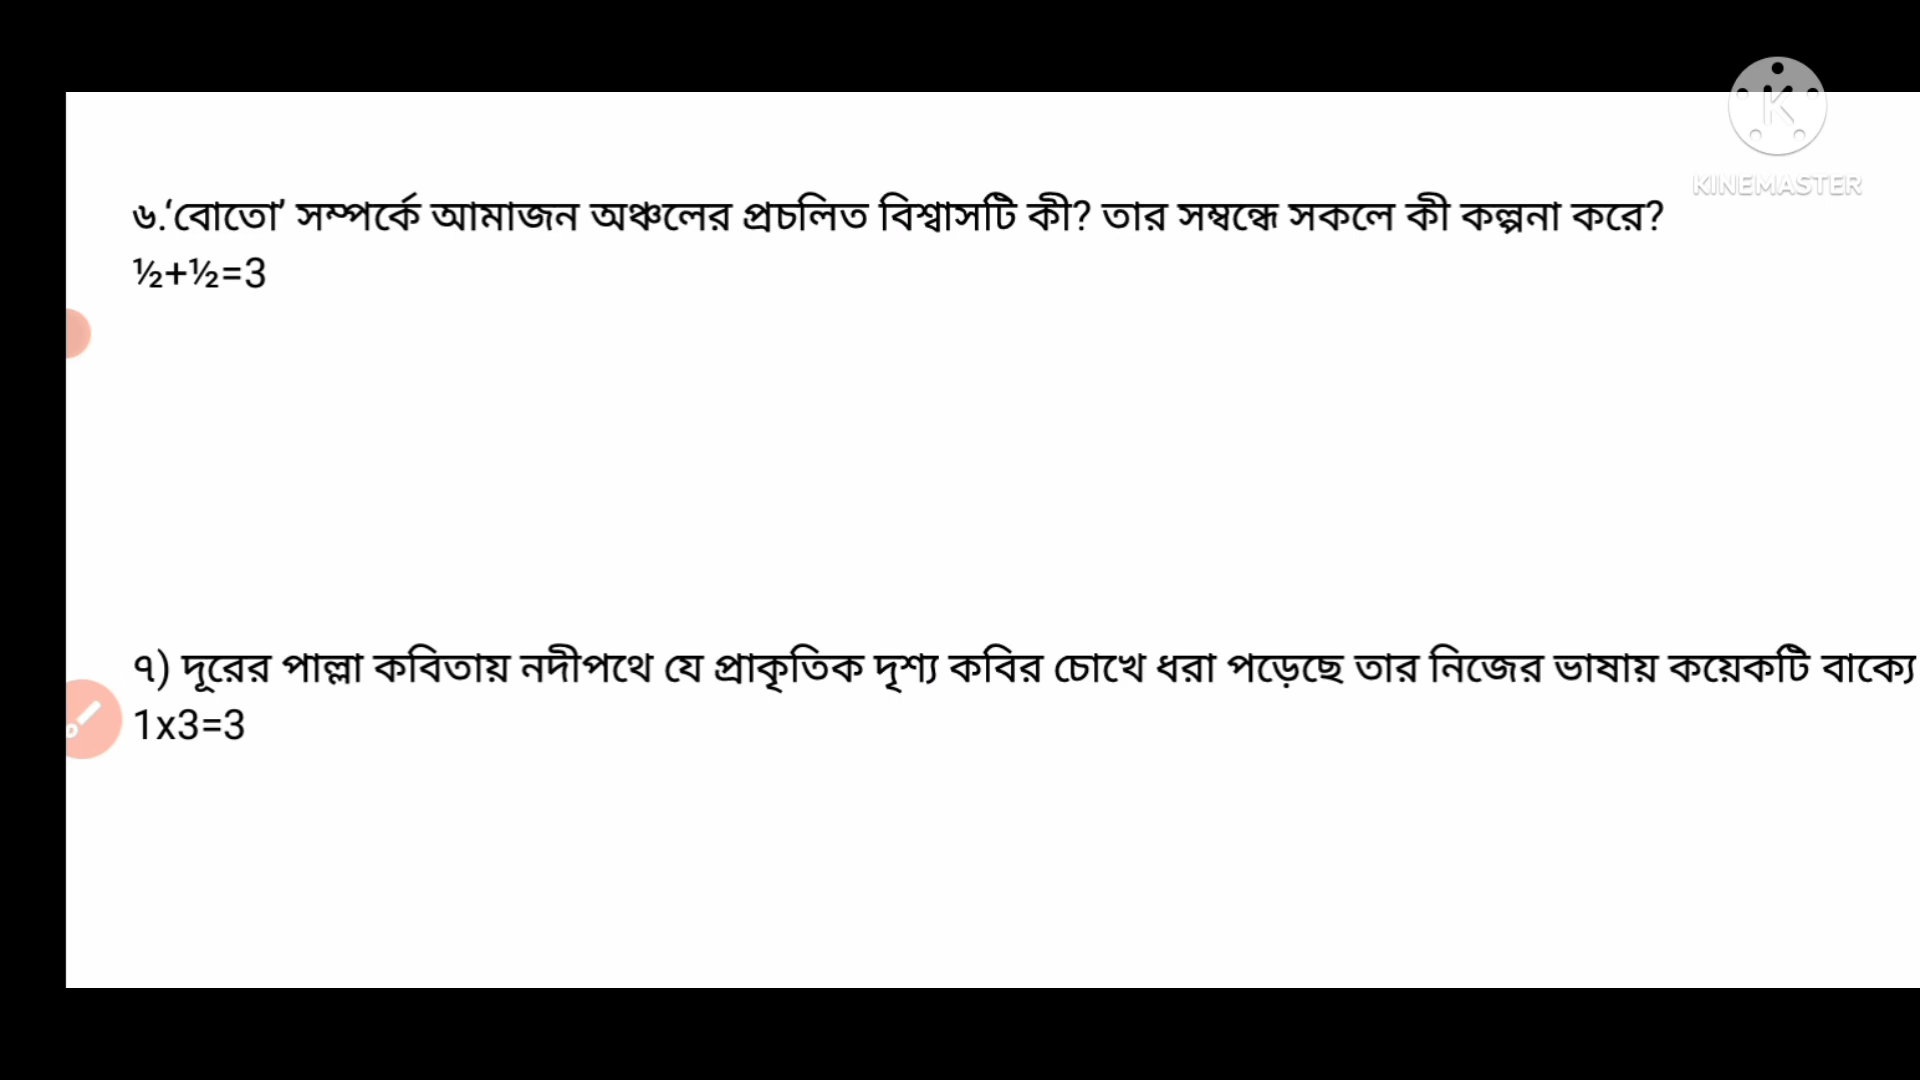 KINEMASTER
৬.‘বোতো’ সম্পর্কে আমাজন অঞ্চলের প্রচলিত বিশ্বাসটি কী? তার সম্বন্ধে সকলে কী কল্পনা করে?
½+½=3
৭) দূরের পাল্লা কবিতায় নদীপথে যে প্রাকৃতিক দৃশ্য কবির চোখে ধরা পড়েছে তার নিজের ভাষায় কয়েকটি বাক্যে
1x3=3